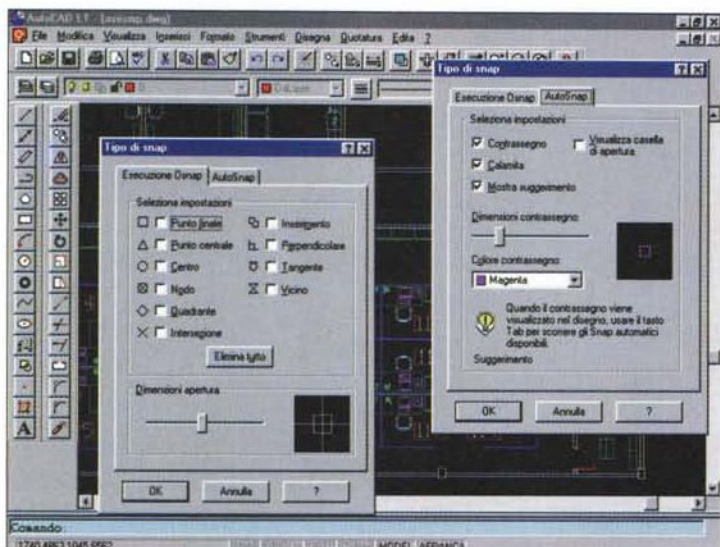 AutoCAD LT - [avvisnap.dwg]
File Modifica Visualizza Inserisci Formato Strumenti Disegna Quotatura Edita ?
Tipo di snap
Esecuzione Osnap AutoSnap
Seleziona impostazioni
Punto finale Inserimento
Punto centrale Perpendicolare
Centro Tangente
Nodo Vicino
Quadrante
Intersezione
Elimina tutto
Dimensioni apertura
OK Annulla ?
Tipo di snap
Esecuzione Osnap AutoSnap
Seleziona impostazioni
Contrassegno Visualizza casella di apertura
Calamita
Mostra suggerimento
Dimensioni contrassegno
Colore contrassegno:
Magenta
Quando il contrassegno viene
visualizzato nel disegno, usare il tasto
Tab per scorrere gli Snap automatici
disponibili.
Suggerimento
OK Annulla ?
Comando:
MODEL AFFIANCA